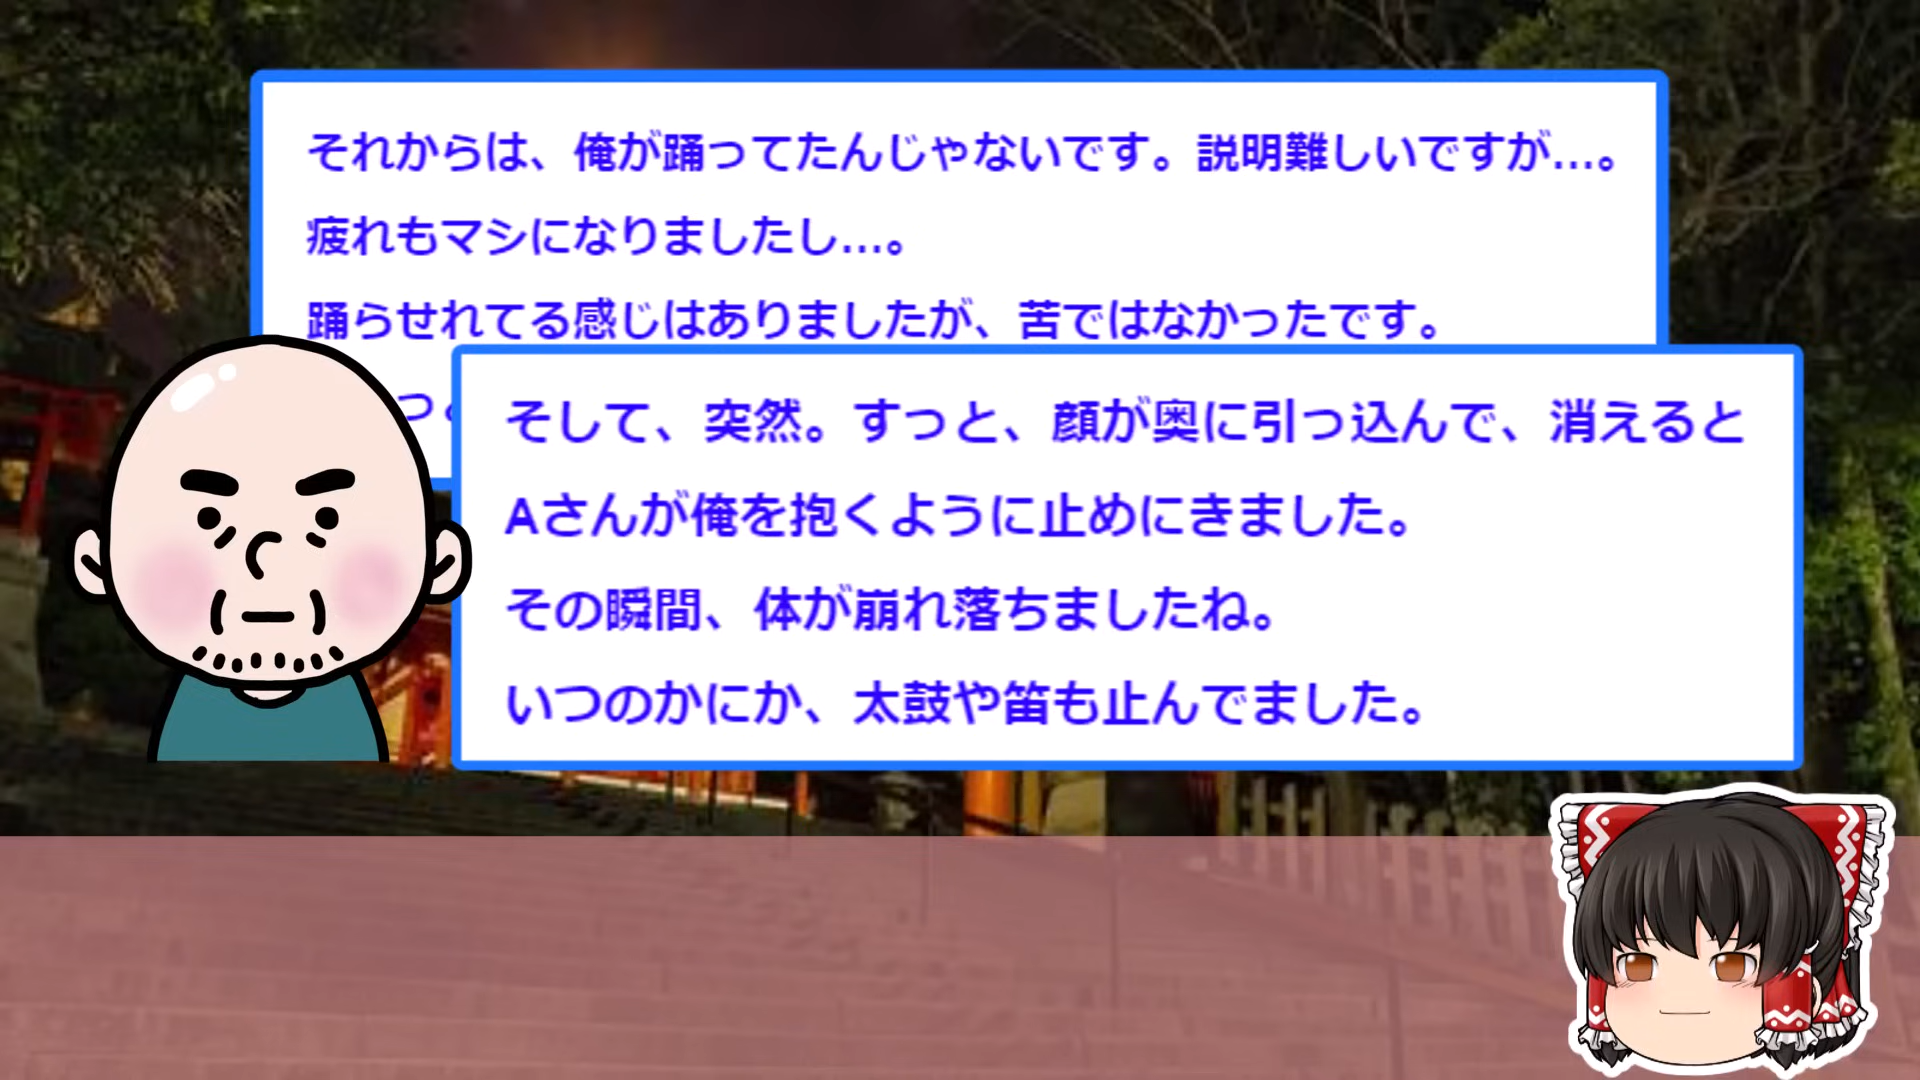 それからは、俺が踊ってたんじゃないです。説明難しいですが…。
疲れもマシになりましたし…。
踊らせれてる感じはありましたが、苦ではなかったです。
っ
そして、突然。すっと、顔が奥に引っ込んで、消えると
Aさんが俺を抱くように止めにきました。
その瞬間、体が崩れ落ちましたね。
いつのかにか、太鼓や笛も止んでました。